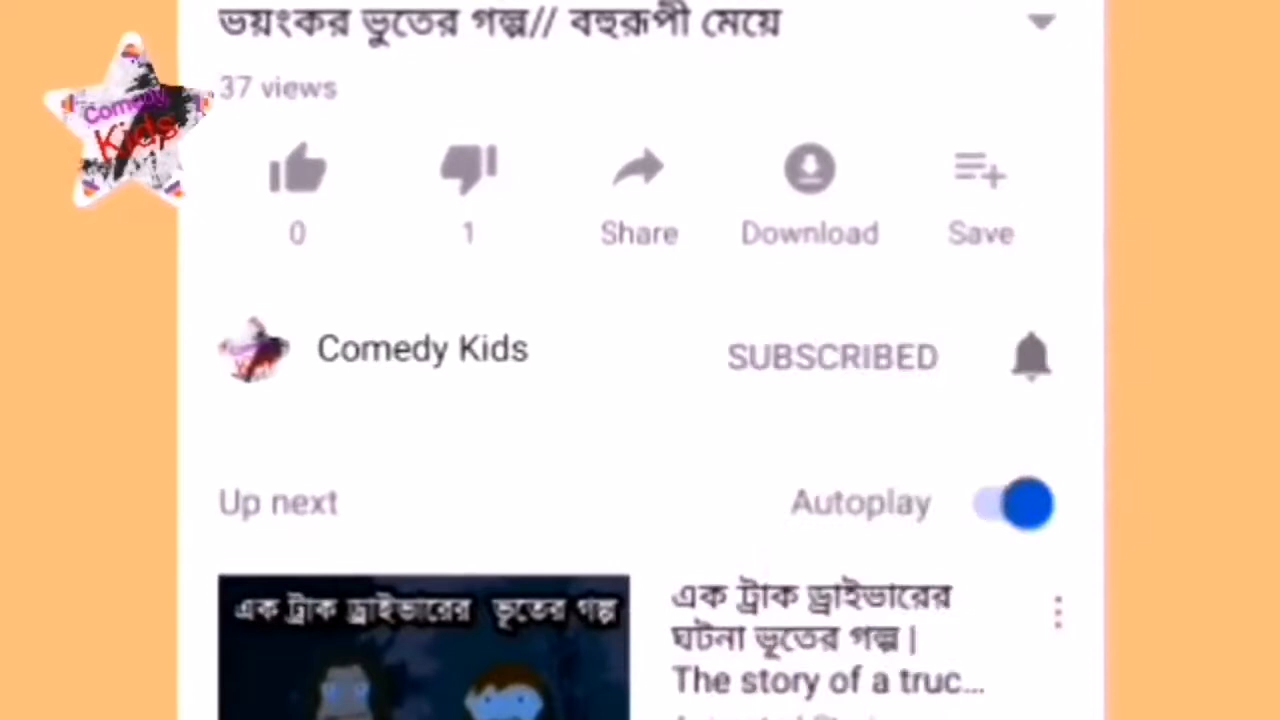 ভয়ংকর ভুতের গল্প// বহুরূপী মেয়ে
37 views
Comedy
Kids
0
1
Share
Download
Save
Comedy Kids
SUBSCRIBED
Up next
Autoplay
এক ট্রাক ড্রাইভারের ভূতের গল্প
এক ট্রাক ড্রাইভারের
ঘটনা ভূতের গল্প |
The story of a truc...